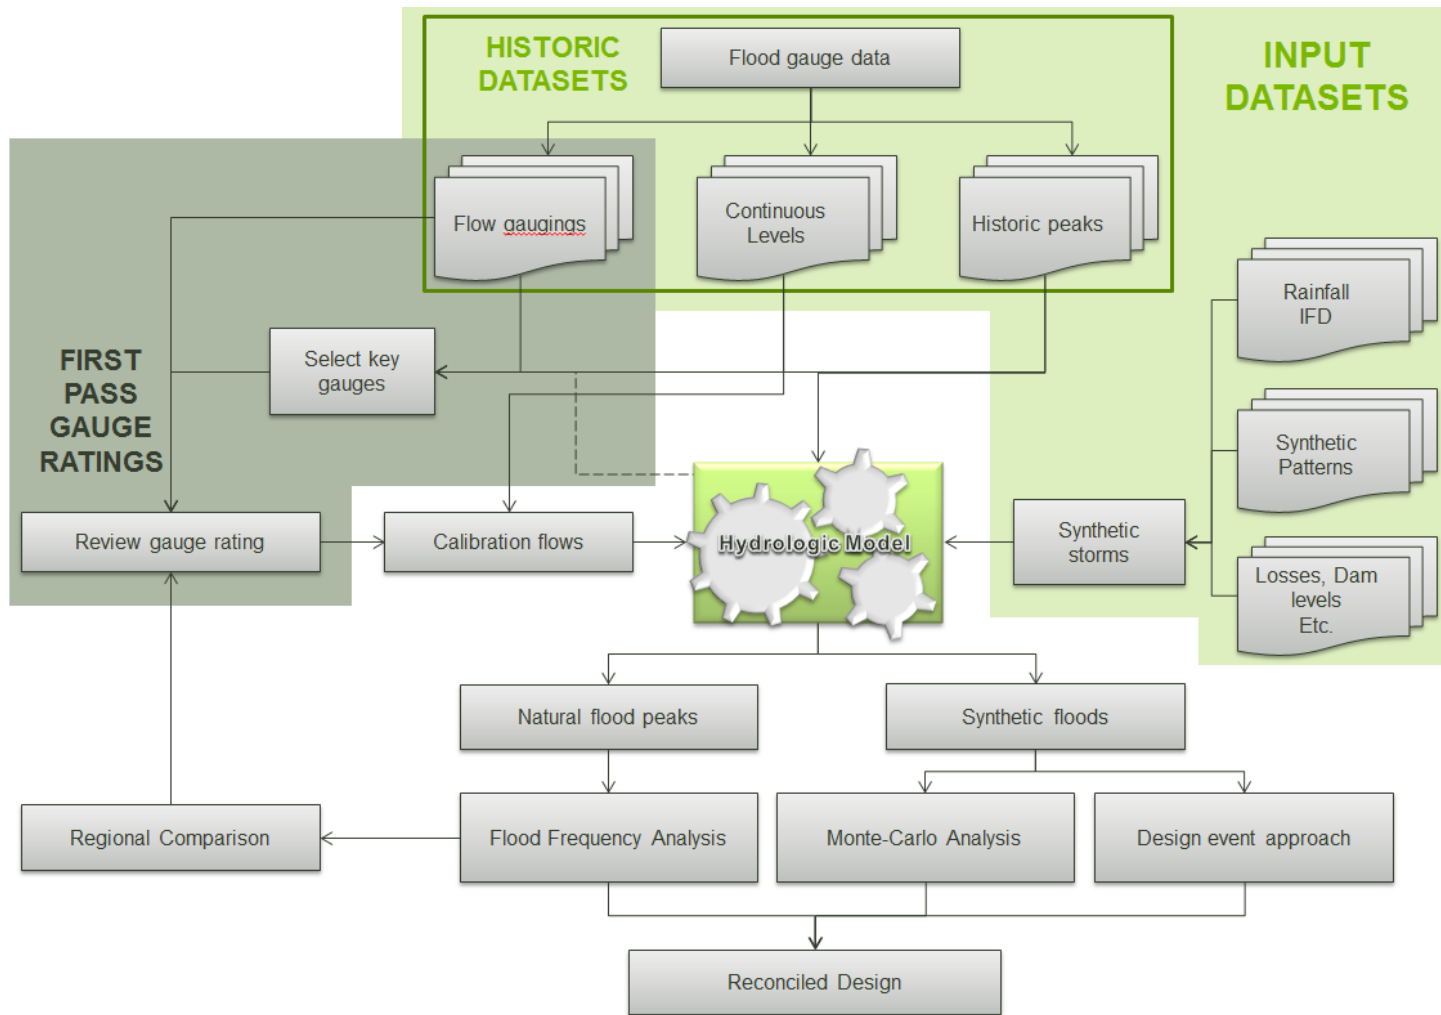 HISTORIC
DATASETS
Flood gauge data
INPUT
DATASETS
Flow gaugings
Continuous
Levels
Historic peaks
Rainfall
IFD
FIRST
PASS
GAUGE
RATINGS
Select key
gauges
Synthetic
Patterns
Review gauge rating
Calibration flows
Hydrologic Model
Synthetic
storms
Losses, Dam
levels
Etc.
Natural flood peaks
Synthetic floods
Regional Comparison
Flood Frequency Analysis
Monte-Carlo Analysis
Design event approach
Reconciled Design